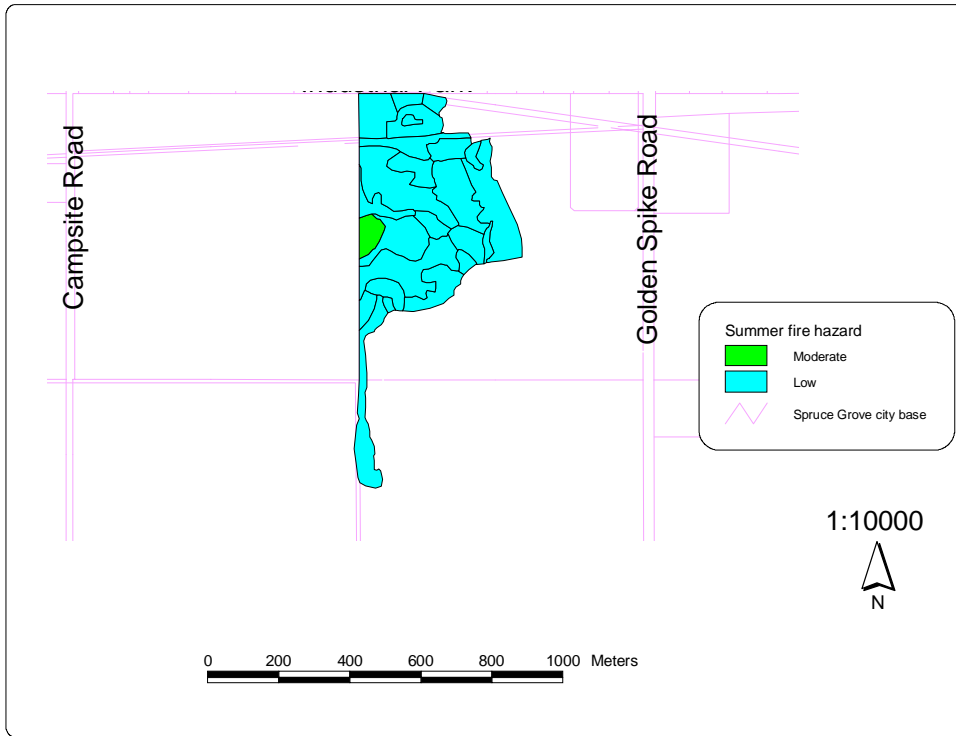 Campsite Road
Golden Spike Road
Summer fire hazard
Moderate
Low
Spruce Grove city base
1:10000
N
0 200 400 600 800 1000 Meters